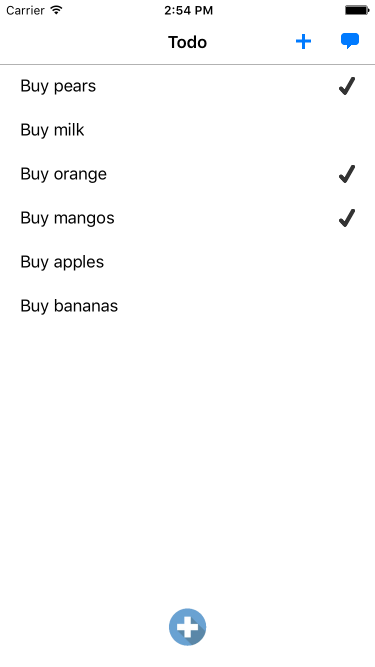 Carrier 2:54 PM
Todo
Buy pears
Buy milk
Buy orange
Buy mangos
Buy apples
Buy bananas